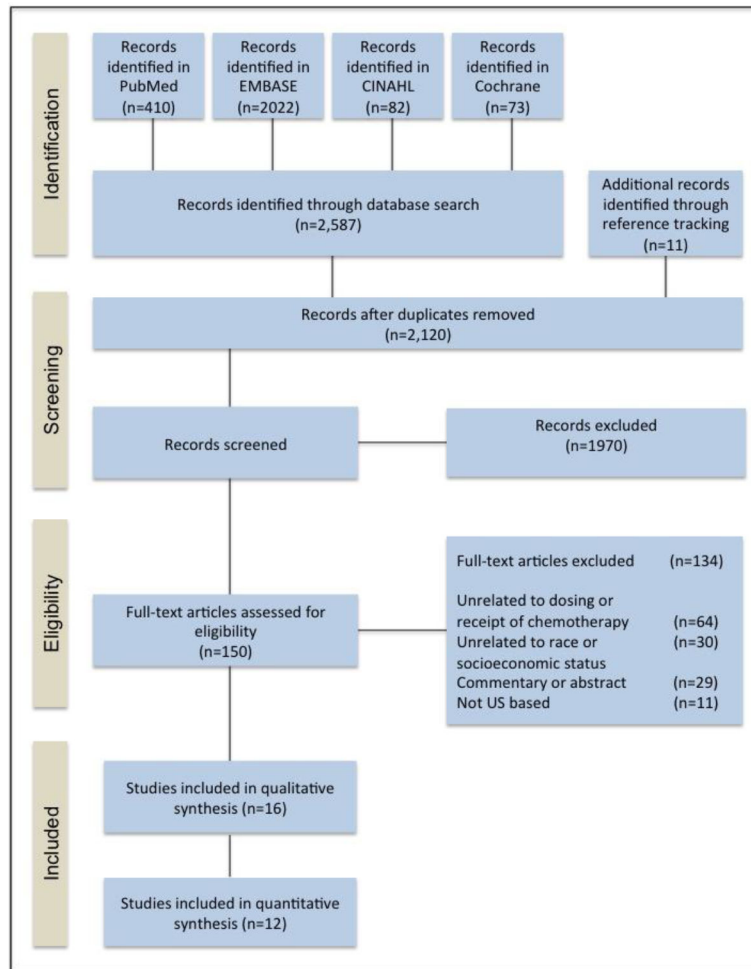 Identification
Records
identified in
PubMed
(n=410)
Records
identified in
EMBASE
(n=2022)
Records
identified in
CINAHL
(n=82)
Records
identified in
Cochrane
(n=73)
Records identified through database search
(n=2,587)
Additional records
identified through
reference tracking
(n=11)
Screening
Records after duplicates removed
(n=2,120)
Records screened
Records excluded
(n=1970)
Eligibility
Full-text articles assessed for
eligibility
(n=150)
Full-text articles excluded (n=134)
Unrelated to dosing or
receipt of chemotherapy (n=64)
Unrelated to race or (n=30)
socioeconomic status
Commentary or abstract (n=29)
Not US based (n=11)
Included
Studies included in qualitative
synthesis (n=16)
Studies included in quantitative
synthesis (n=12)